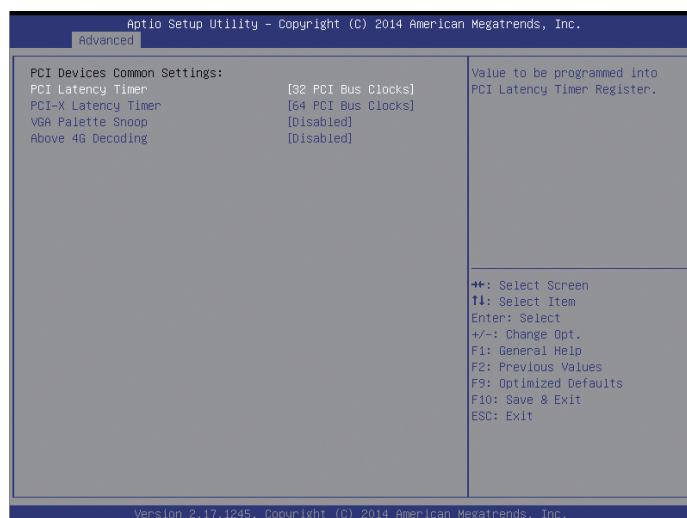 Aptio Setup Utility – Copyright (C) 2014 American Megatrends, Inc.
Advanced
PCI Devices Common Settings:
PCI Latency Timer [32 PCI Bus Clocks]
PCI-X Latency Timer [64 PCI Bus Clocks]
VGA Palette Snoop [Disabled]
Above 4G Decoding [Disabled]
Value to be programmed into
PCI Latency Timer Register.
→←: Select Screen
↑↓: Select Item
Enter: Select
+/-: Change Opt.
F1: General Help
F2: Previous Values
F9: Optimized Defaults
F10: Save & Exit
ESC: Exit
Version 2.17.1245. Copyright (C) 2014 American Megatrends, Inc.